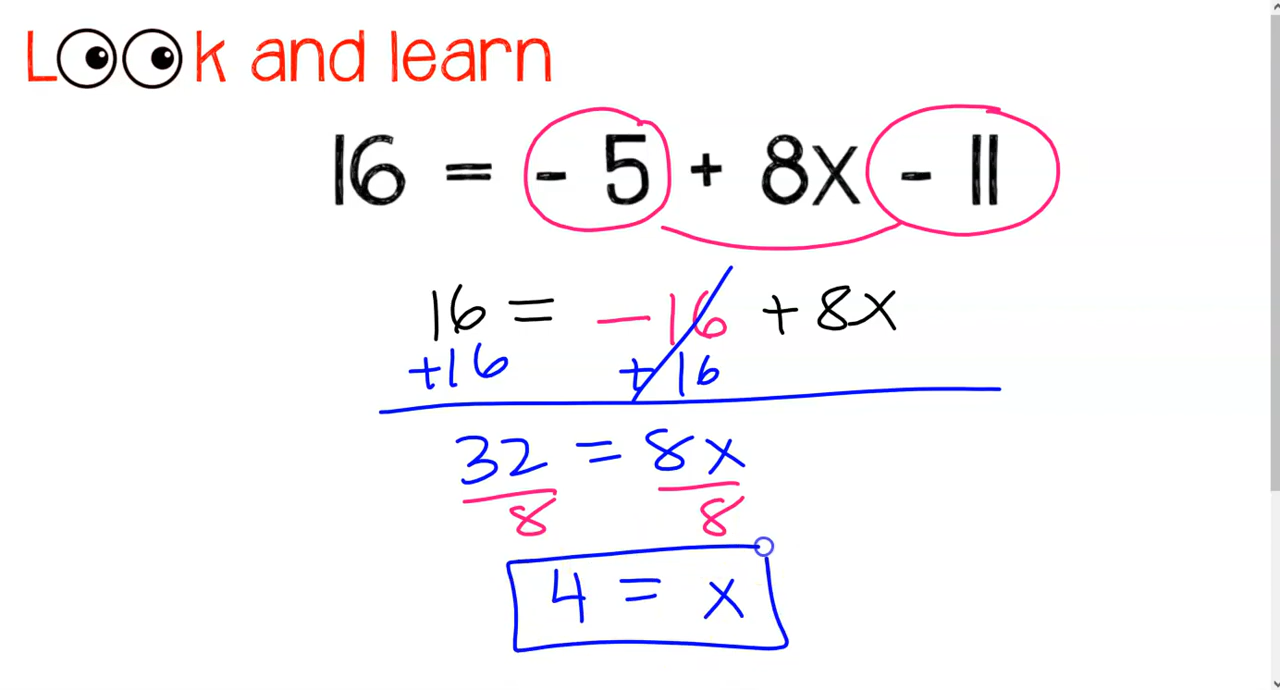 Look and learn
16 = - 5 + 8x - 11
16 = -16 + 8x
+16 +16
32 = 8x
8 8
4 = x